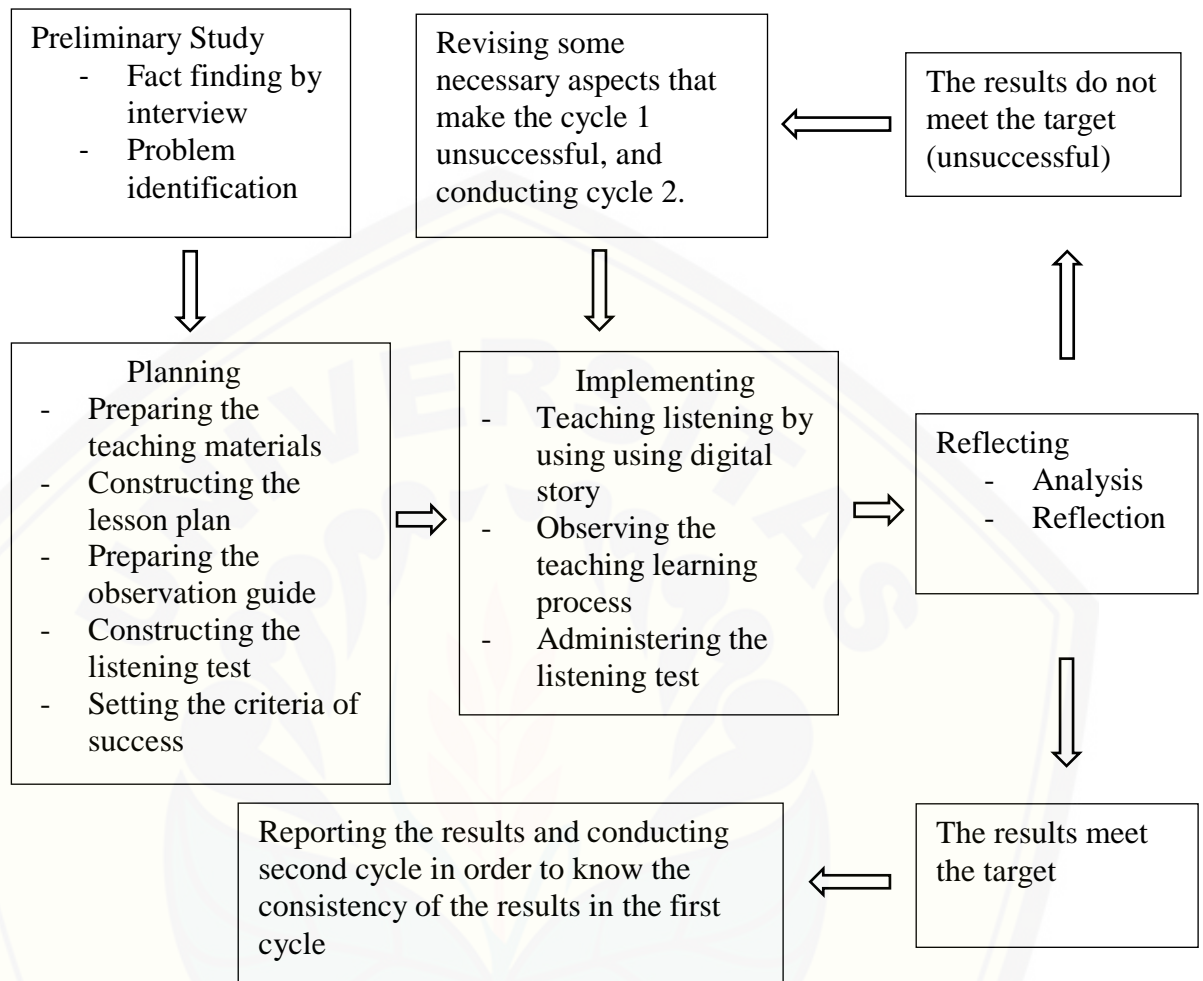 Preliminary Study
- Fact finding by
interview
- Problem
identification
Revising some
necessary aspects that
make the cycle 1
unsuccessful, and
conducting cycle 2.
The results do not
meet the target
(unsuccessful)
Planning
- Preparing the
teaching materials
- Constructing the
lesson plan
- Preparing the
observation guide
- Constructing the
listening test
- Setting the criteria of
success
Implementing
- Teaching listening by
using using digital
story
- Observing the
teaching learning
process
- Administering the
listening test
Reflecting
- Analysis
- Reflection
Reporting the results and conducting
second cycle in order to know the
consistency of the results in the first
cycle
The results meet
the target
UNIVERSITAS